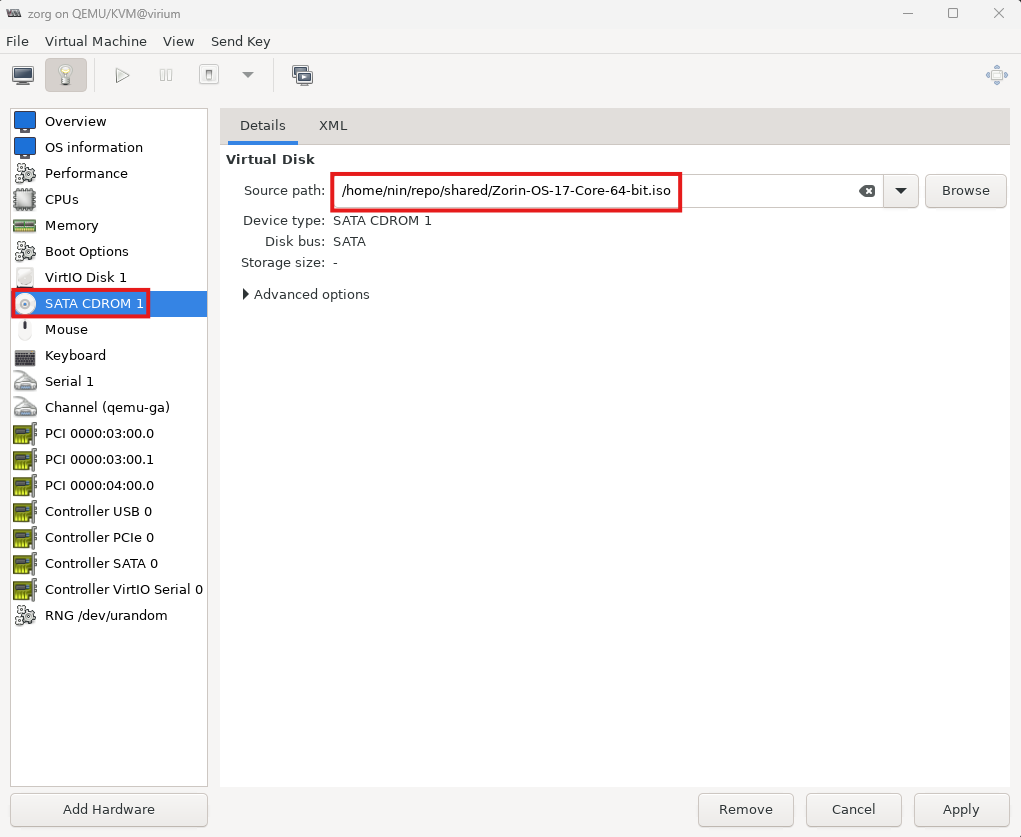 zorg on QEMU/KVM@virium
File Virtual Machine View Send Key
Overview
OS information
Performance
CPUs
Memory
Boot Options
VirtIO Disk 1
SATA CDROM 1
Mouse
Keyboard
Serial 1
Channel (qemu-ga)
PCI 0000:03:00.0
PCI 0000:03:00.1
PCI 0000:04:00.0
Controller USB 0
Controller PCIe 0
Controller SATA 0
Controller VirtIO Serial 0
RNG /dev/urandom
Add Hardware
Details XML
Virtual Disk
Source path: /home/nin/repo/shared/Zorin-OS-17-Core-64-bit.iso Browse
Device type: SATA CDROM 1
Disk bus: SATA
Storage size: -
Advanced options
Remove Cancel Apply